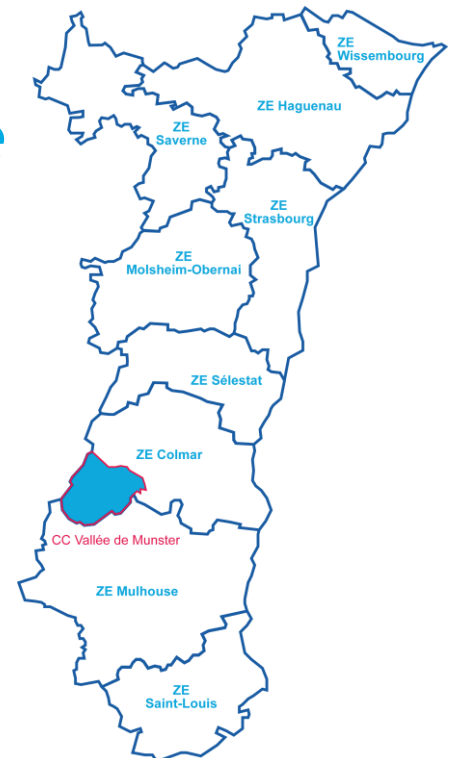 ZE
Wissembourg
ZE Haguenau
ZE
Saverne
ZE
Strasbourg
ZE
Molsheim-Obernai
ZE Sélestat
ZE Colmar
CC Vallée de Munster
ZE Mulhouse
ZE
Saint-Louis